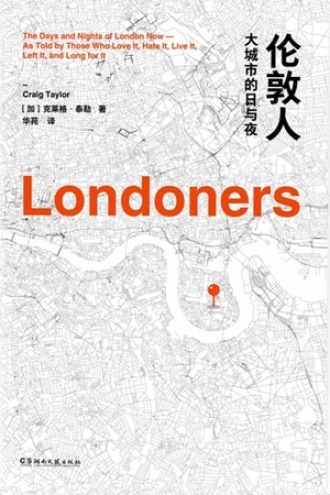 The Days and Nights of London Now —
As Told by Those Who Love It, Hate It, Live It,
Left It, and Long for It
Craig Taylor
［加］克莱格·泰勒 著
华苑 译
伦敦人
大城市的日与夜
Londoners
湖南文艺出版社